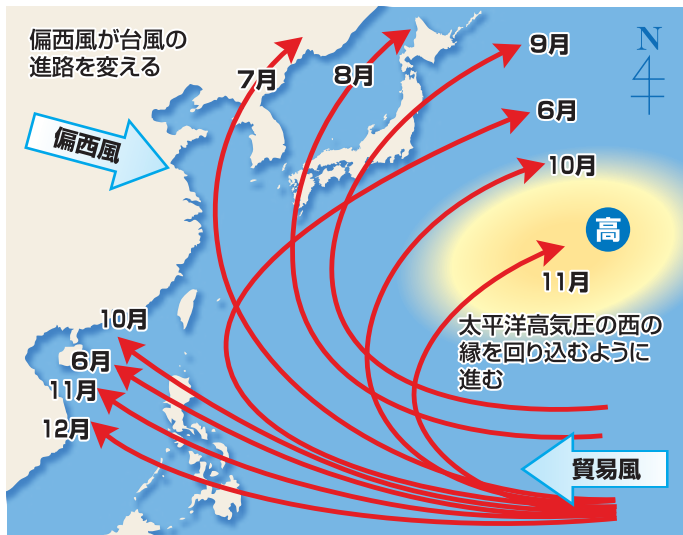 偏西風が台風の
進路を変える
偏西風
7月
8月
9月
6月
10月
N
高
11月
太平洋高気圧の西の
縁を回り込むように
進む
10月
6月
11月
12月
貿易風